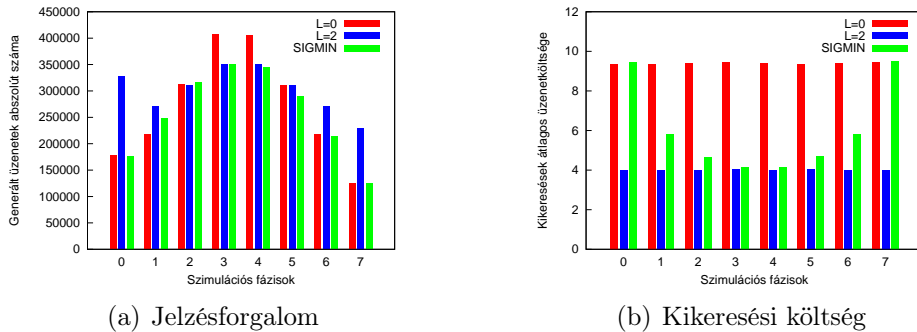 Generált üzenetek abszolút száma
450000
400000
350000
300000
250000
200000
150000
100000
50000
0
L=0
L=2
SIGMIN
0 1 2 3 4 5 6 7
Szimulációs fázisok
(a) Jelzésforgalom
Kikeresések átlagos üzenetköltsége
12
10
8
6
4
2
0
L=0
L=2
SIGMIN
0 1 2 3 4 5 6 7
Szimulációs fázisok
(b) Kikeresési költség